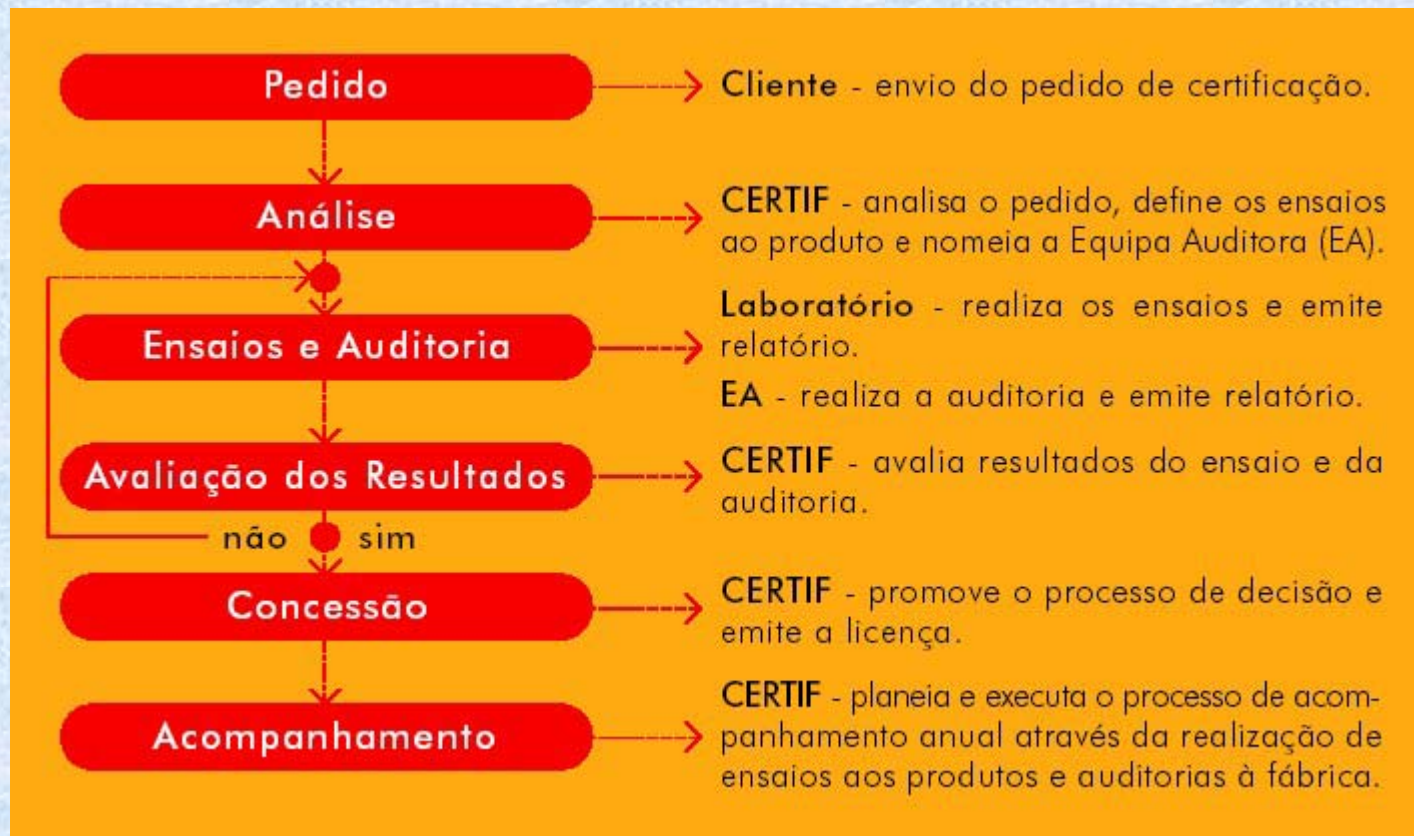 Pedido
Cliente - envio do pedido de certificação.
Análise
CERTIF - analisa o pedido, define os ensaios
ao produto e nomeia a Equipa Auditora (EA).
Ensaios e Auditoria
Laboratório - realiza os ensaios e emite
relatório.
EA - realiza a auditoria e emite relatório.
Avaliação dos Resultados
CERTIF - avalia resultados do ensaio e da
auditoria.
não sim
Concessão
CERTIF - promove o processo de decisão e
emite a licença.
Acompanhamento
CERTIF - planeia e executa o processo de acom-
panhamento anual através da realização de
ensaios aos produtos e auditorias à fábrica.